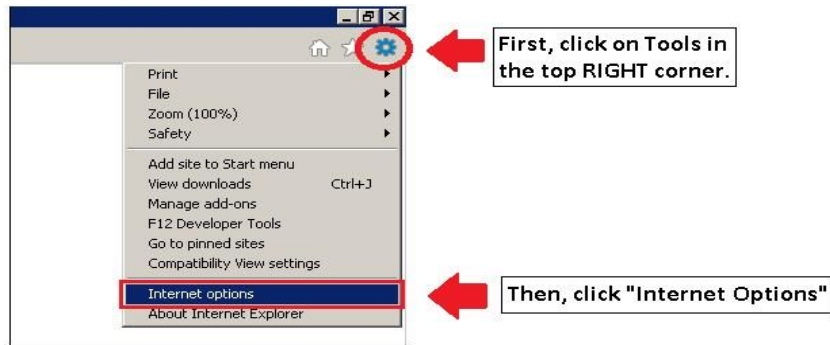 First, click on Tools in
the top RIGHT corner.
Print
File
Zoom (100%)
Safety
Add site to Start menu
View downloads Ctrl+J
Manage add-ons
F12 Developer Tools
Go to pinned sites
Compatibility View settings
Internet options
About Internet Explorer
Then, click "Internet Options"